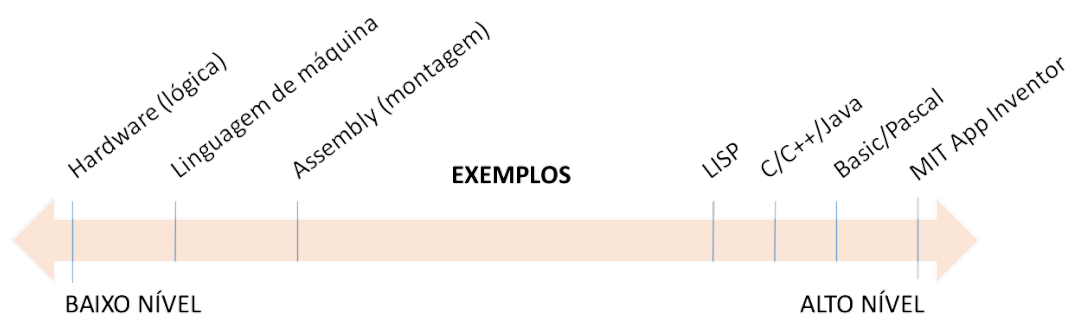 Hardware (lógica)
Linguagem de máquina
Assembly (montagem)
EXEMPLOS
LISP
C/C++/Java
Basic/Pascal
MIT App Inventor
BAIXO NÍVEL
ALTO NÍVEL